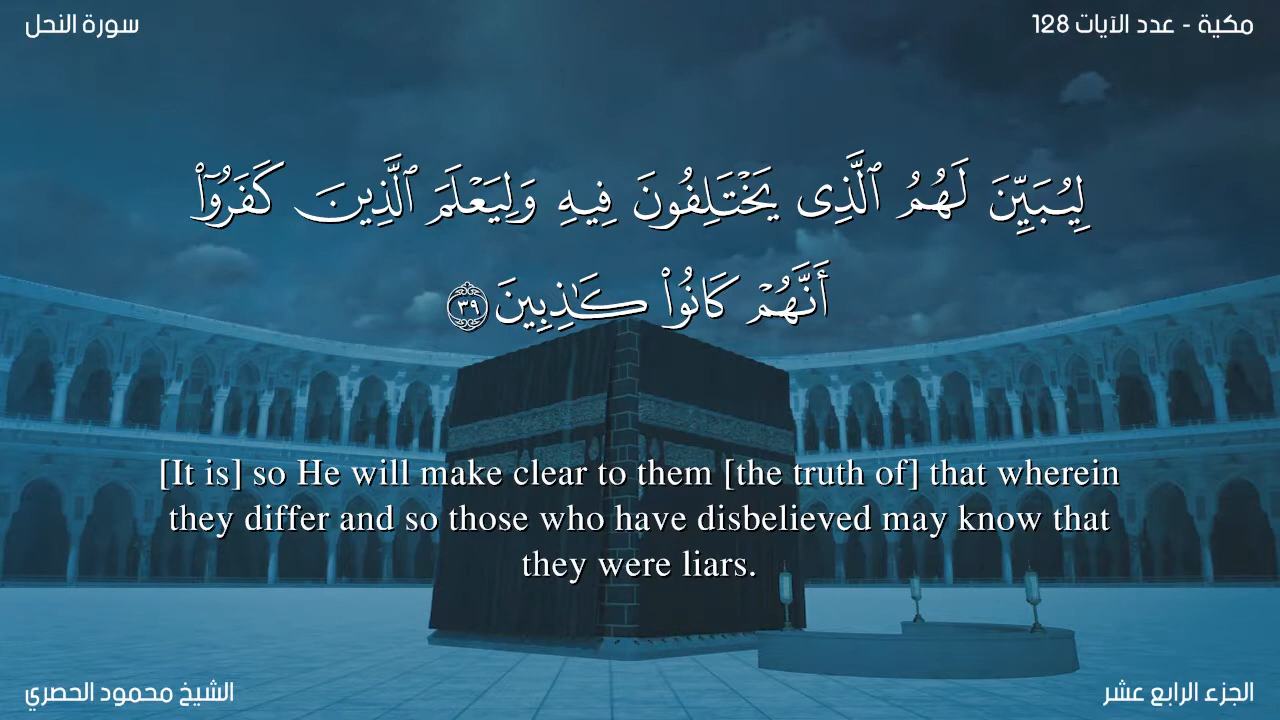 سورة النحل
مكية - عدد الآيات 128
لِيُبَيِّنَ لَهُمُ ٱلَّذِى يَخْتَلِفُونَ فِيهِ وَلِيَعْلَمَ ٱلَّذِينَ كَفَرُوٓا۟
أَنَّهُمْ كَانُوا۟ كَـٰذِبِينَ ٣٩
[It is] so He will make clear to them [the truth of] that wherein
they differ and so those who have disbelieved may know that
they were liars.
الشيخ محمود الحصري
الجزء الرابع عشر